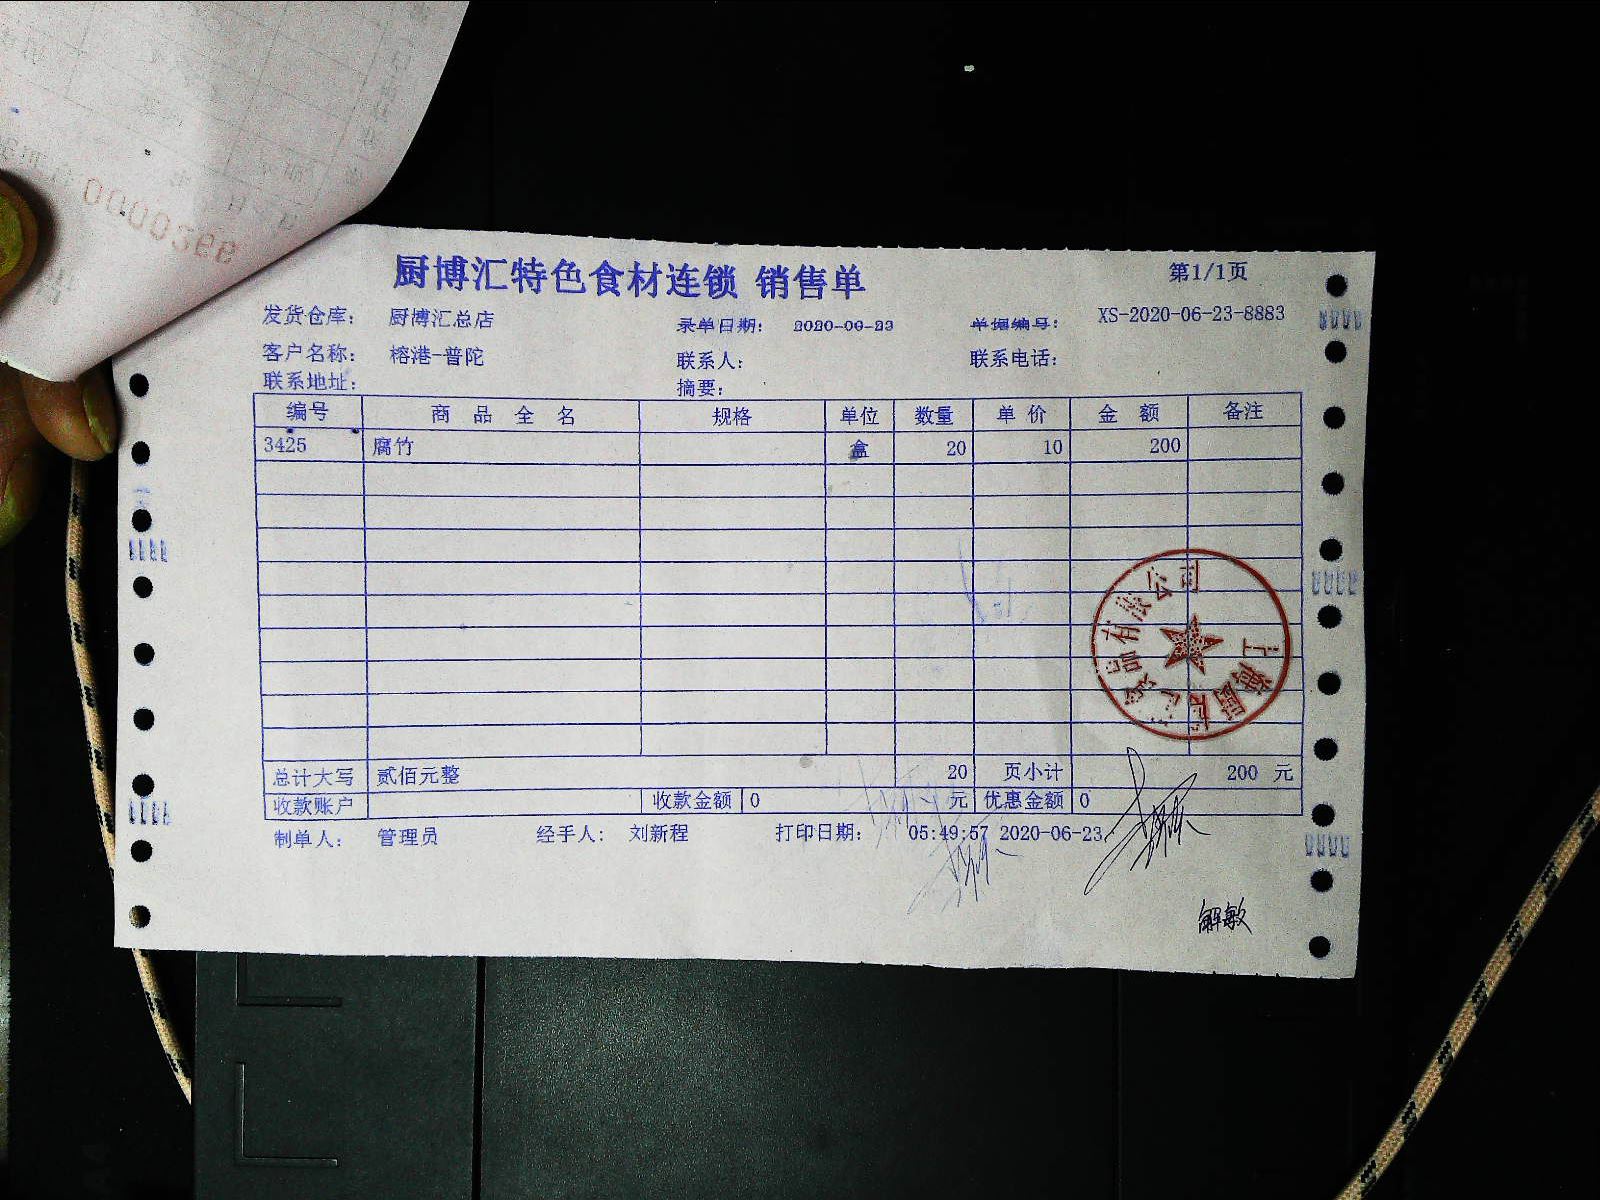 厨博汇特色食材连锁 销售单
第1/1页
发货仓库： 厨博汇总店 录单日期： 2020-06-23 单据编号： XS-2020-06-23-8883
客户名称： 榕港-普陀 联系人： 联系电话：
联系地址： 摘要：
编号 商品全名 规格 单位 数量 单价 金额 备注
3425 腐竹 盒 20 10 200
总计大写 贰佰元整 20 页小计 200 元
收款账户 收款金额 0 元 优惠金额 0
制单人： 管理员 经手人： 刘新程 打印日期： 05:49:57 2020-06-23
解敏